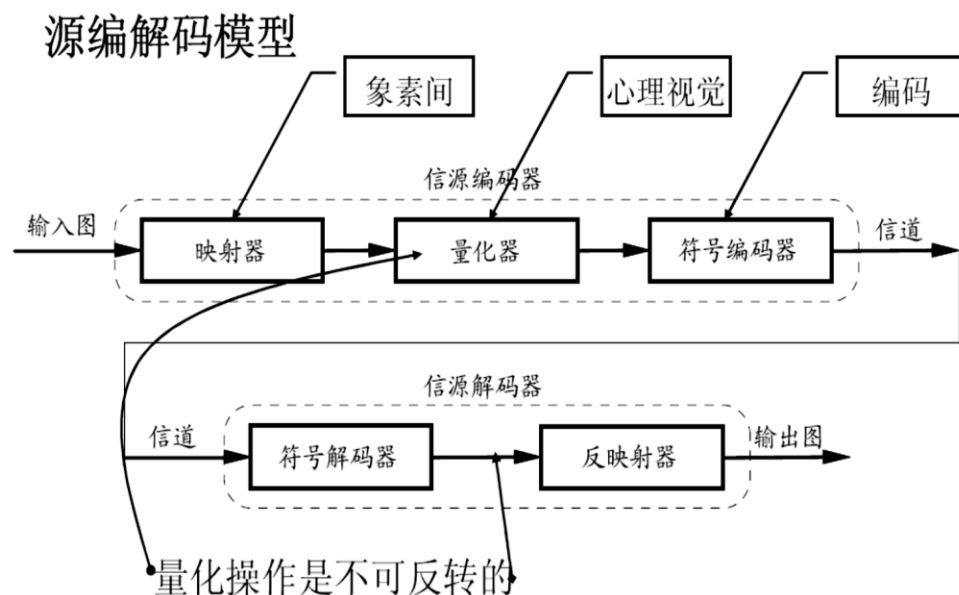 源编解码模型
象素间
心理视觉
编码
信源编码器
输入图
映射器
量化器
符号编码器
信道
信源解码器
信道
符号解码器
反映射器
输出图
量化操作是不可反转的